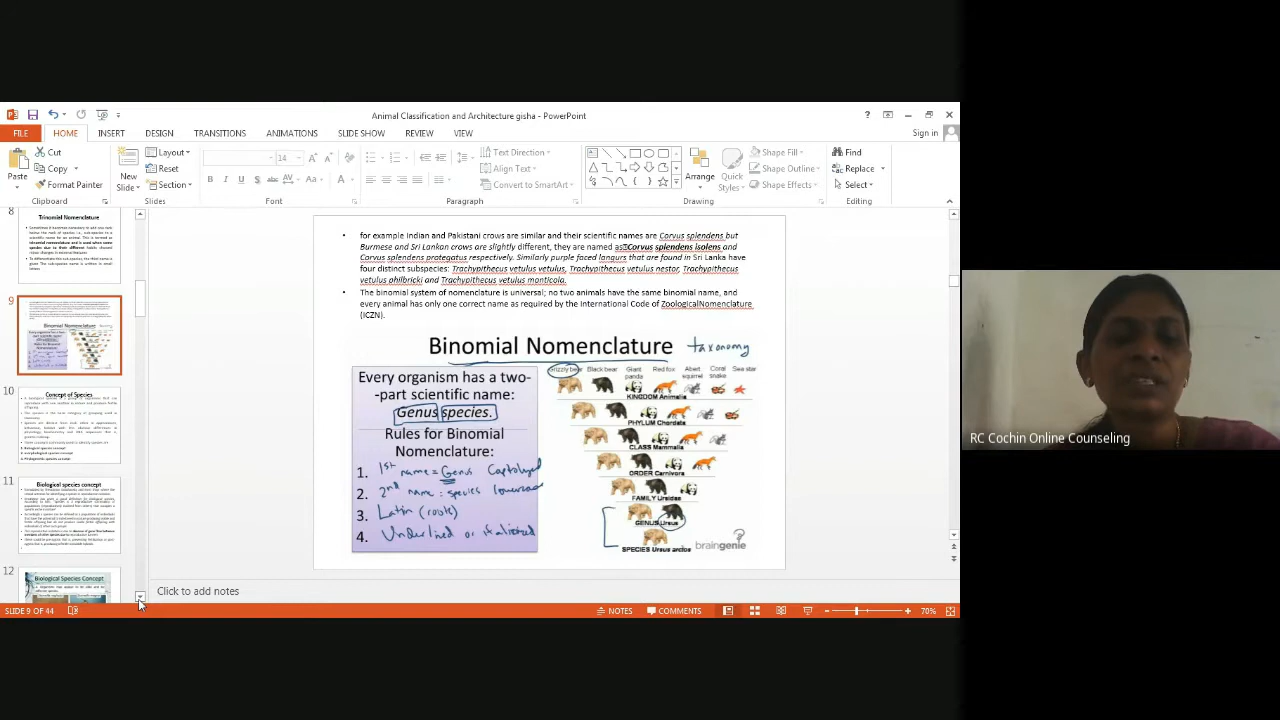 Animal Classification and Architecture gisha - PowerPoint
Sign in
FILE HOME INSERT DESIGN TRANSITIONS ANIMATIONS SLIDE SHOW REVIEW VIEW
Paste
Cut
Copy
Format Painter
Clipboard
New
Slide
Layout
Reset
Section
Slides
14
Font
Text Direction
Align Text
Convert to SmartArt
Paragraph
Arrange
Quick
Styles
Shape Fill
Shape Outline
Shape Effects
Drawing
Find
Replace
Select
Editing
8
Trinomial Nomenclature
9
10
Concept of Species
11
Biological species concept
12
Biological Species Concept
• for example Indian and Pakistan crows are similar and their scientific names are Corvus splendens but
Burmese and Sri Lankan crows are little different, they are named as Corvus splendens isolens and
Corvus splendens protegatus respectively. Similarly purple faced langurs that are found in Sri Lanka have
four distinct subspecies: Trachypithecus vetulus vetulus, Trachypithecus vetulus nestor, Trachypithecus
vetulus philbricki and Trachypithecus vetulus monticola.
• The binomial system of nomenclature is universal; no two animals have the same binomial name, and
every animal has only one correct name as required by the International Code of ZoologicalNomenclature
(ICZN).
Binomial Nomenclature taxonomy
Every organism has a two-
-part scientific name:
Genus species.
Rules for Binomial
Nomenclature:
1. 1st name = Genus
2. 2nd name: species
3. Latin (roots)
4. Underlined or
Grizzly bear Black bear Giant panda Red fox Abert squirrel Coral snake Sea star
KINGDOM Animalia
PHYLUM Chordata
CLASS Mammalia
ORDER Carnivora
FAMILY Ursidae
GENUS Ursus
SPECIES Ursus arctos
braingenie
Click to add notes
SLIDE 9 OF 44
NOTES COMMENTS 70%
RC Cochin Online Counseling